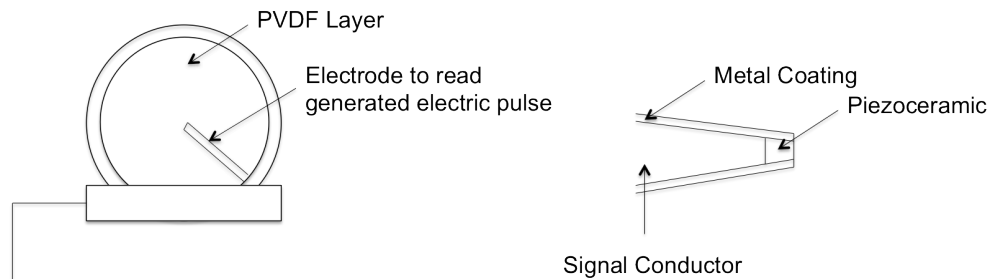 PVDF Layer
Electrode to read
generated electric pulse
Metal Coating
Piezoceramic
Signal Conductor